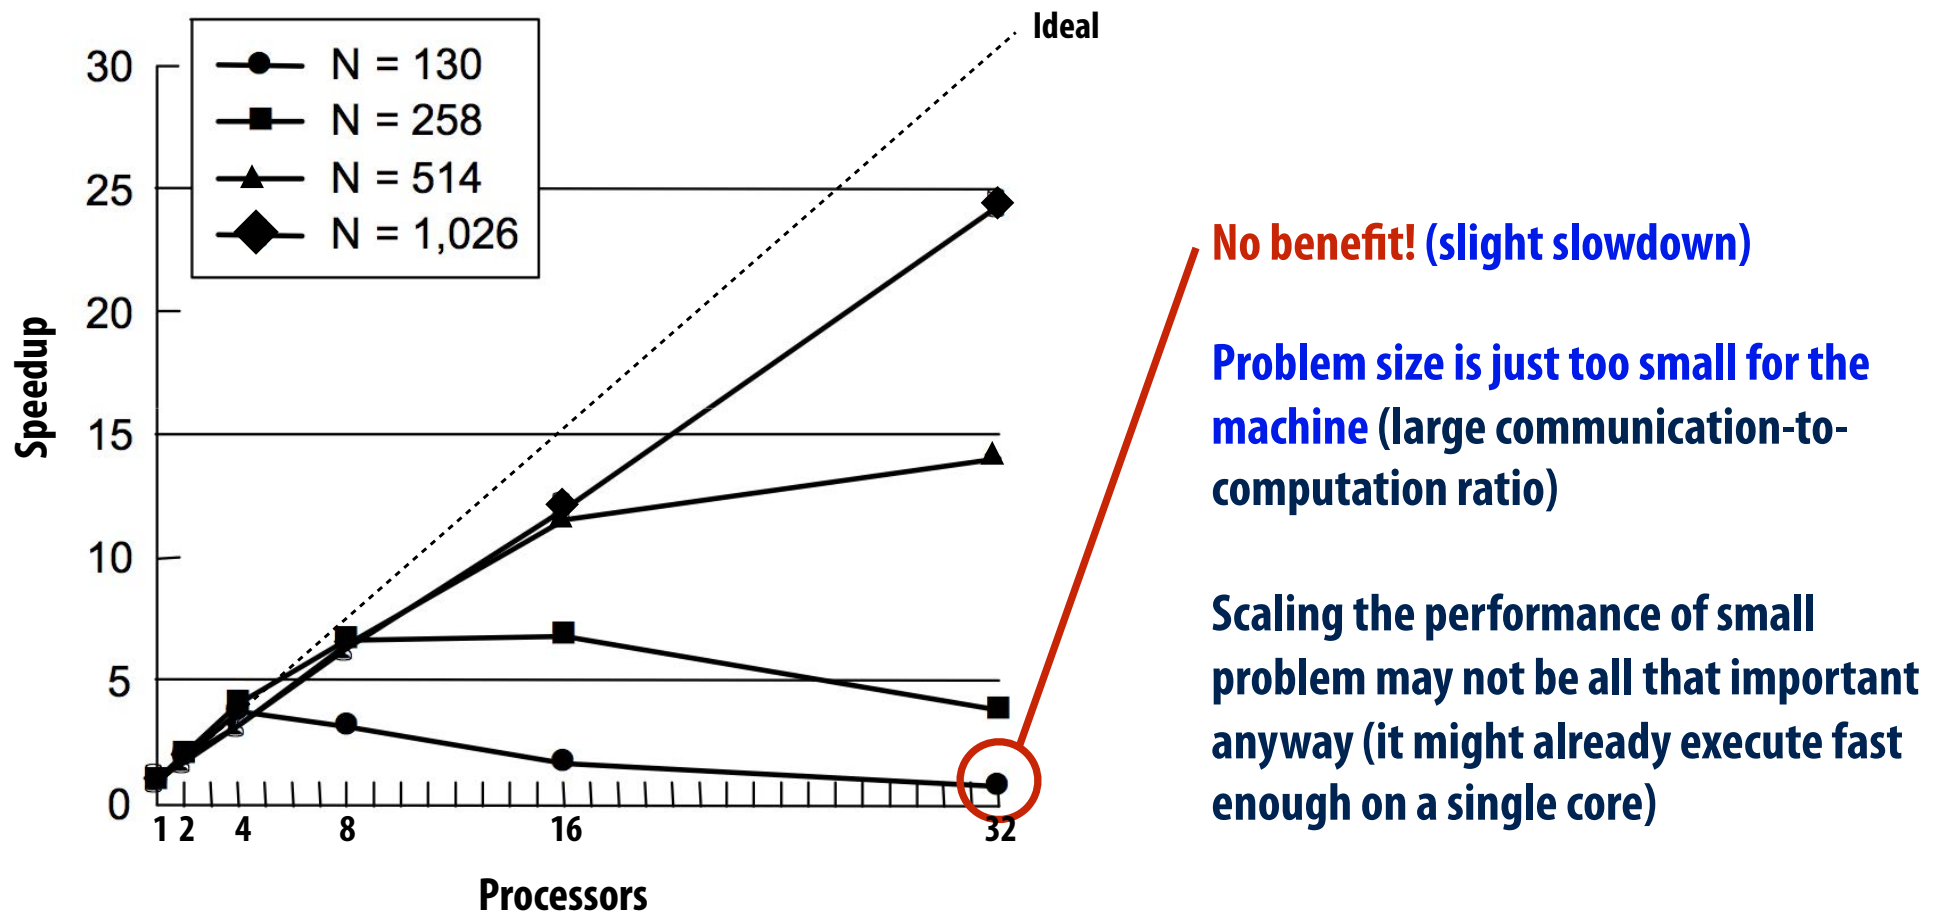 Ideal
30
N = 130
N = 258
N = 514
N = 1,026
25
20
15
10
5
0
Speedup
1 2 4 8 16 32
Processors
No benefit! (slight slowdown)
Problem size is just too small for the
machine (large communication-to-
computation ratio)
Scaling the performance of small
problem may not be all that important
anyway (it might already execute fast
enough on a single core)